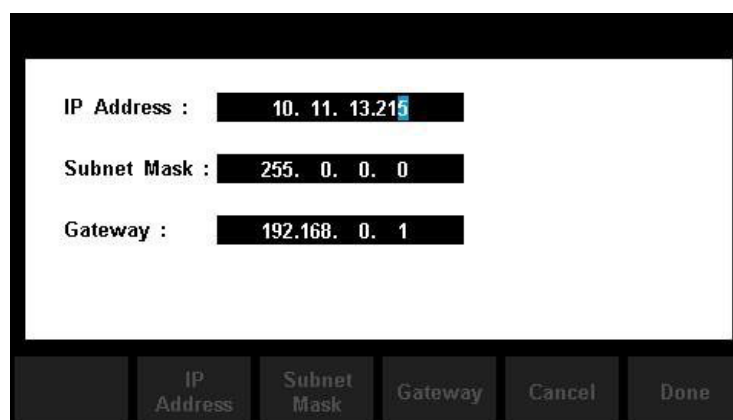 IP Address : 10. 11. 13.215
Subnet Mask : 255. 0. 0. 0
Gateway : 192.168. 0. 1
IP Address Subnet Mask Gateway Cancel Done